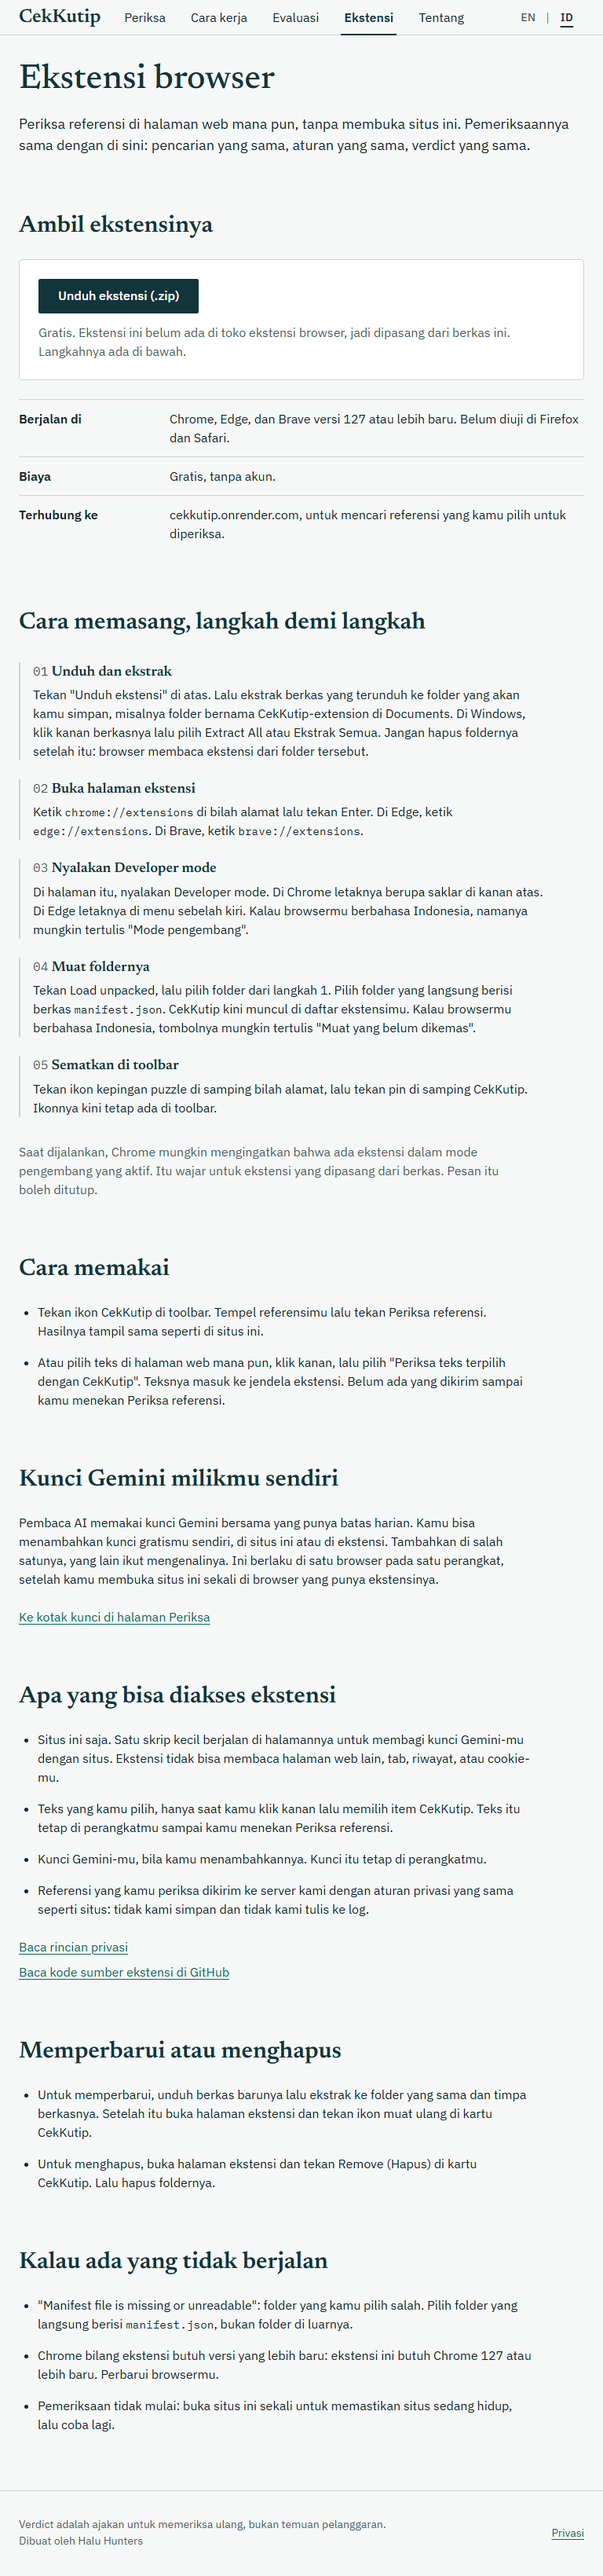 CekKutip Periksa Cara kerja Evaluasi Ekstensi Tentang EN | ID
Ekstensi browser
Periksa referensi di halaman web mana pun, tanpa membuka situs ini. Pemeriksaannya
sama dengan di sini: pencarian yang sama, aturan yang sama, verdict yang sama.
Ambil ekstensinya
Unduh ekstensi (.zip)
Gratis. Ekstensi ini belum ada di toko ekstensi browser, jadi dipasang dari berkas ini.
Langkahnya ada di bawah.
Berjalan di Chrome, Edge, dan Brave versi 127 atau lebih baru. Belum diuji di Firefox
dan Safari.
Biaya Gratis, tanpa akun.
Terhubung ke cekkutip.onrender.com, untuk mencari referensi yang kamu pilih untuk
diperiksa.
Cara memasang, langkah demi langkah
01 Unduh dan ekstrak
Tekan "Unduh ekstensi" di atas. Lalu ekstrak berkas yang terunduh ke folder yang akan
kamu simpan, misalnya folder bernama CekKutip-extension di Documents. Di Windows,
klik kanan berkasnya lalu pilih Extract All atau Ekstrak Semua. Jangan hapus foldernya
setelah itu: browser membaca ekstensi dari folder tersebut.
02 Buka halaman ekstensi
Ketik chrome://extensions di bilah alamat lalu tekan Enter. Di Edge, ketik
edge://extensions. Di Brave, ketik brave://extensions.
03 Nyalakan Developer mode
Di halaman itu, nyalakan Developer mode. Di Chrome letaknya berupa saklar di kanan atas.
Di Edge letaknya di menu sebelah kiri. Kalau browsermu berbahasa Indonesia, namanya
mungkin tertulis "Mode pengembang".
04 Muat foldernya
Tekan Load unpacked, lalu pilih folder dari langkah 1. Pilih folder yang langsung berisi
berkas manifest.json. CekKutip kini muncul di daftar ekstensimu. Kalau browsermu
berbahasa Indonesia, tombolnya mungkin tertulis "Muat yang belum dikemas".
05 Sematkan di toolbar
Tekan ikon kepingan puzzle di samping bilah alamat, lalu tekan pin di samping CekKutip.
Ikonnya kini tetap ada di toolbar.
Saat dijalankan, Chrome mungkin mengingatkan bahwa ada ekstensi dalam mode
pengembang yang aktif. Itu wajar untuk ekstensi yang dipasang dari berkas. Pesan itu
boleh ditutup.
Cara memakai
• Tekan ikon CekKutip di toolbar. Tempel referensimu lalu tekan Periksa referensi.
Hasilnya tampil sama seperti di situs ini.
• Atau pilih teks di halaman web mana pun, klik kanan, lalu pilih "Periksa teks terpilih
dengan CekKutip". Teksnya masuk ke jendela ekstensi. Belum ada yang dikirim sampai
kamu menekan Periksa referensi.
Kunci Gemini milikmu sendiri
Pembaca AI memakai kunci Gemini bersama yang punya batas harian. Kamu bisa
menambahkan kunci gratismu sendiri, di situs ini atau di ekstensi. Tambahkan di salah
satunya, yang lain ikut mengenalinya. Ini berlaku di satu browser pada satu perangkat,
setelah kamu membuka situs ini sekali di browser yang punya ekstensinya.
Ke kotak kunci di halaman Periksa
Apa yang bisa diakses ekstensi
• Situs ini saja. Satu skrip kecil berjalan di halamannya untuk membagi kunci Gemini-mu
dengan situs. Ekstensi tidak bisa membaca halaman web lain, tab, riwayat, atau cookie-
mu.
• Teks yang kamu pilih, hanya saat kamu klik kanan lalu memilih item CekKutip. Teks itu
tetap di perangkatmu sampai kamu menekan Periksa referensi.
• Kunci Gemini-mu, bila kamu menambahkannya. Kunci itu tetap di perangkatmu.
• Referensi yang kamu periksa dikirim ke server kami dengan aturan privasi yang sama
seperti situs: tidak kami simpan dan tidak kami tulis ke log.
Baca rincian privasi
Baca kode sumber ekstensi di GitHub
Memperbarui atau menghapus
• Untuk memperbarui, unduh berkas barunya lalu ekstrak ke folder yang sama dan timpa
berkasnya. Setelah itu buka halaman ekstensi dan tekan ikon muat ulang di kartu
CekKutip.
• Untuk menghapus, buka halaman ekstensi dan tekan Remove (Hapus) di kartu
CekKutip. Lalu hapus foldernya.
Kalau ada yang tidak berjalan
• "Manifest file is missing or unreadable": folder yang kamu pilih salah. Pilih folder yang
langsung berisi manifest.json, bukan folder di luarnya.
• Chrome bilang ekstensi butuh versi yang lebih baru: ekstensi ini butuh Chrome 127 atau
lebih baru. Perbarui browsermu.
• Pemeriksaan tidak mulai: buka situs ini sekali untuk memastikan situs sedang hidup,
lalu coba lagi.
Verdict adalah ajakan untuk memeriksa ulang, bukan temuan pelanggaran.
Dibuat oleh Halu Hunters
Privasi